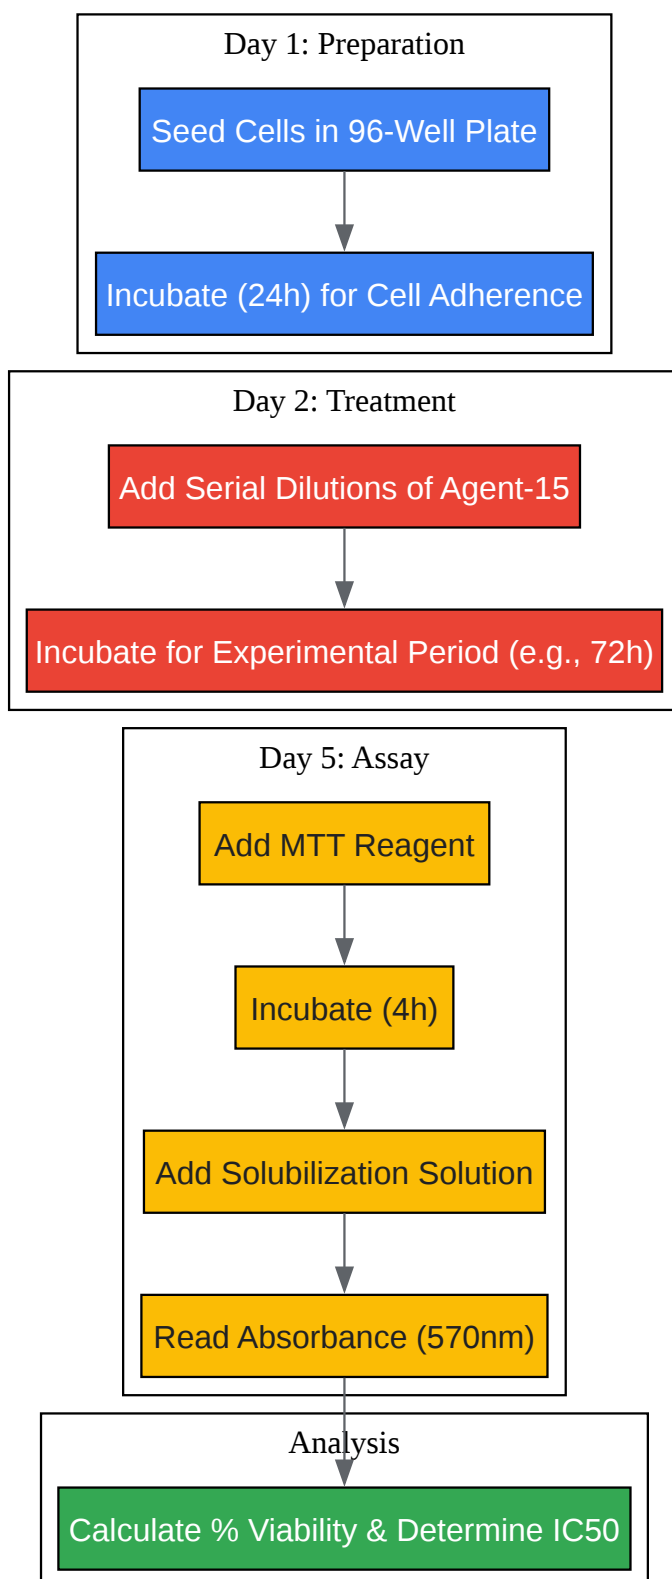 Day 1: Preparation
Seed Cells in 96-Well Plate
Incubate (24h) for Cell Adherence
Day 2: Treatment
Add Serial Dilutions of Agent-15
Incubate for Experimental Period (e.g., 72h)
Day 5: Assay
Add MTT Reagent
Incubate (4h)
Add Solubilization Solution
Read Absorbance (570nm)
Analysis
Calculate % Viability & Determine IC50